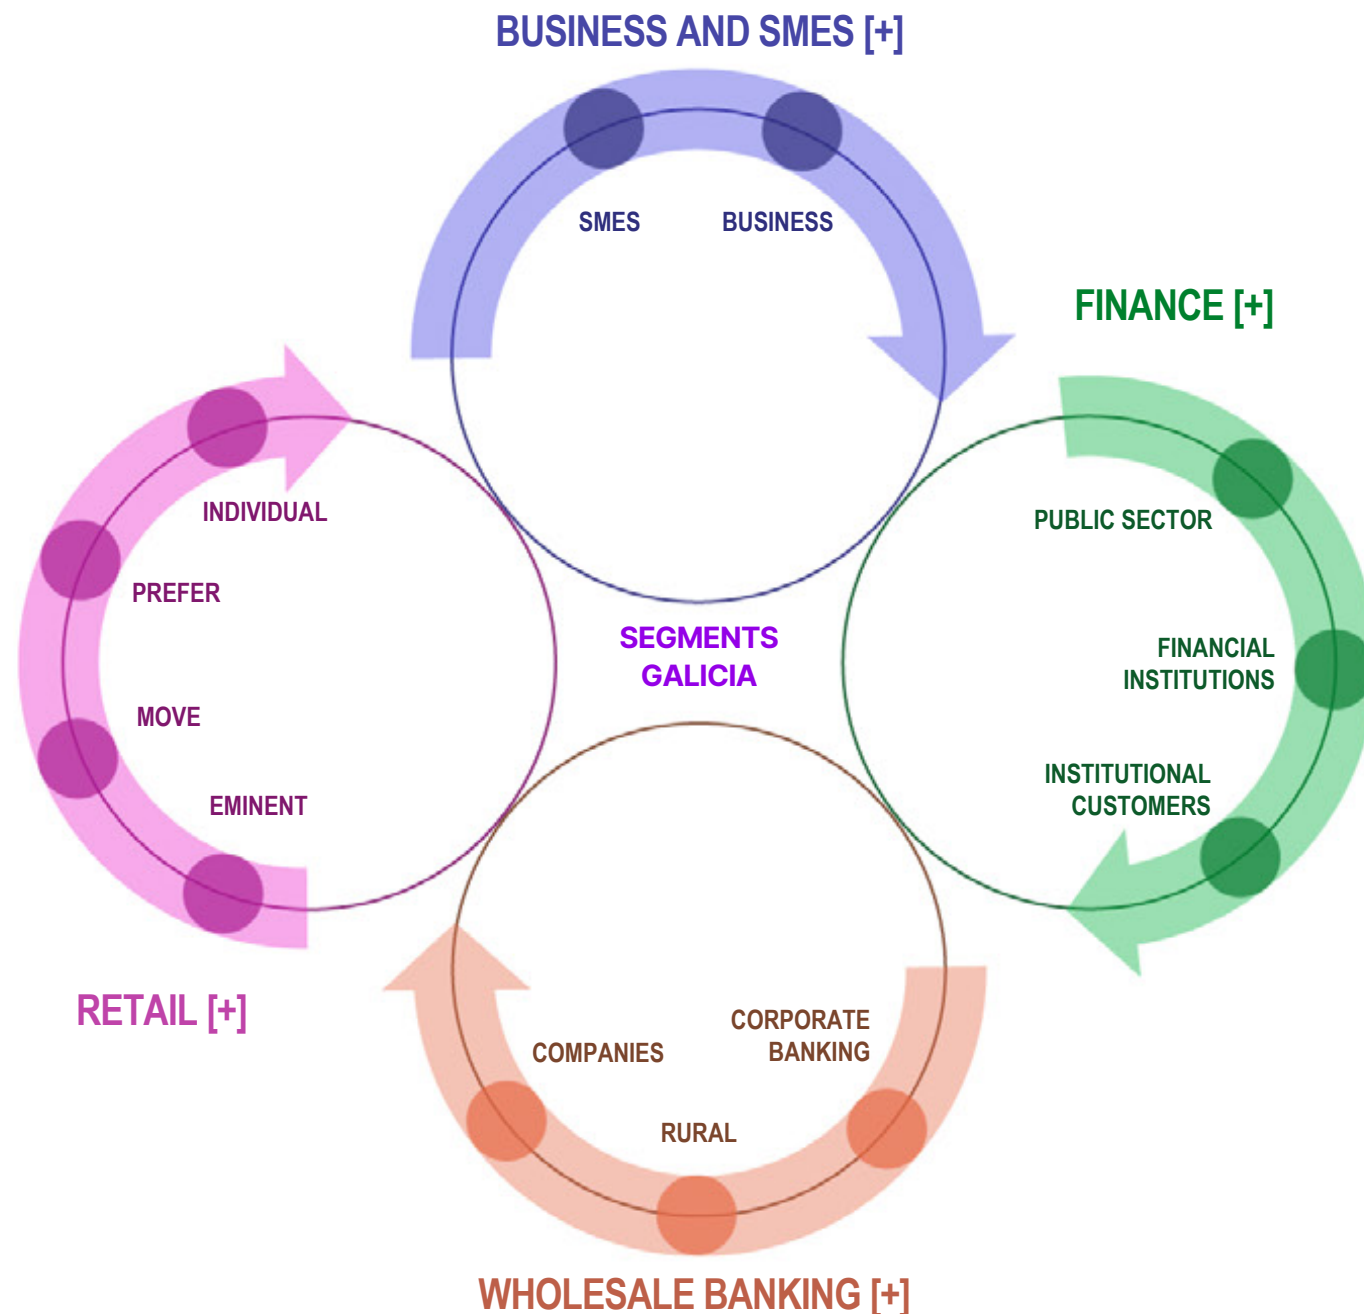 BUSINESS AND SMES [+]
SMES
BUSINESS
FINANCE [+]
PUBLIC SECTOR
FINANCIAL
INSTITUTIONS
INSTITUTIONAL
CUSTOMERS
INDIVIDUAL
PREFER
MOVE
EMINENT
RETAIL [+]
SEGMENTS
GALICIA
CORPORATE
BANKING
COMPANIES
RURAL
WHOLESALE BANKING [+]